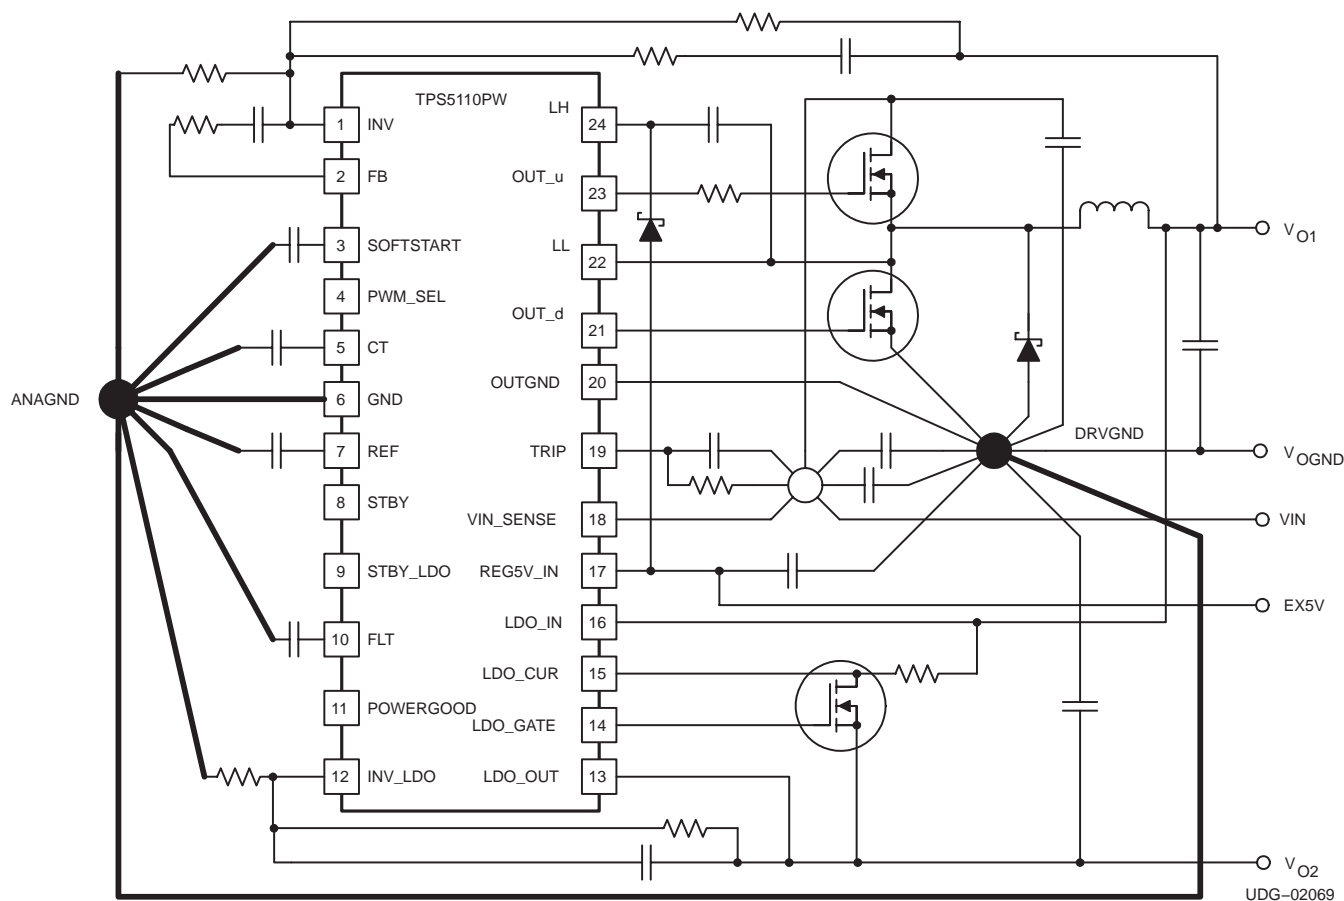 TPS5110PW
1 INV
2 FB
3 SOFTSTART
4 PWM_SEL
5 CT
6 GND
7 REF
8 STBY
9 STBY_LDO
10 FLT
11 POWERGOOD
12 INV_LDO
LH 24
OUT_u 23
LL 22
OUT_d 21
OUTGND 20
TRIP 19
VIN_SENSE 18
REG5V_IN 17
LDO_IN 16
LDO_CUR 15
LDO_GATE 14
LDO_OUT 13
ANAGND
DRVGND
VO1
VOGND
VIN
EX5V
VO2
UDG–02069